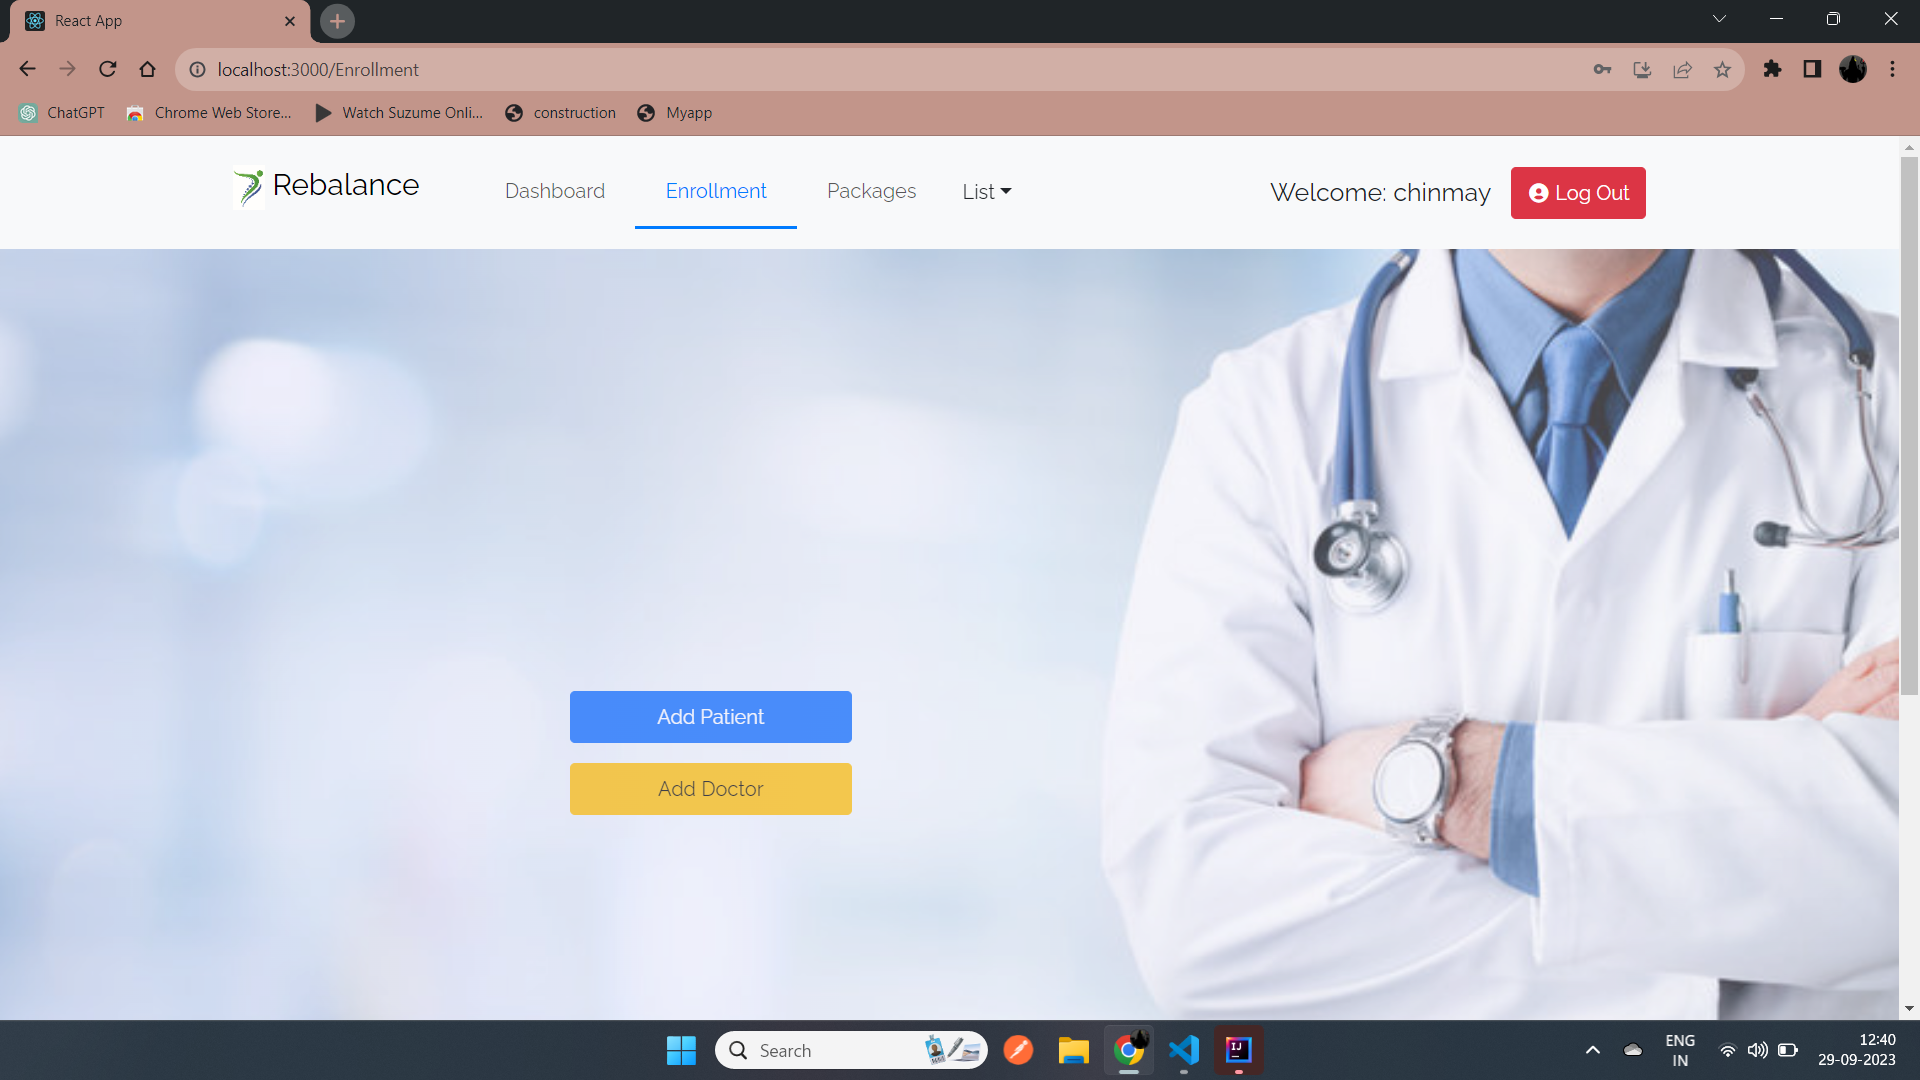 React App
localhost:3000/Enrollment
ChatGPT
Chrome Web Store...
Watch Suzume Onli...
construction
Myapp
Rebalance
Dashboard
Enrollment
Packages
List
Welcome: chinmay
Log Out
Add Patient
Add Doctor
Search
ENG
IN
12:40
29-09-2023